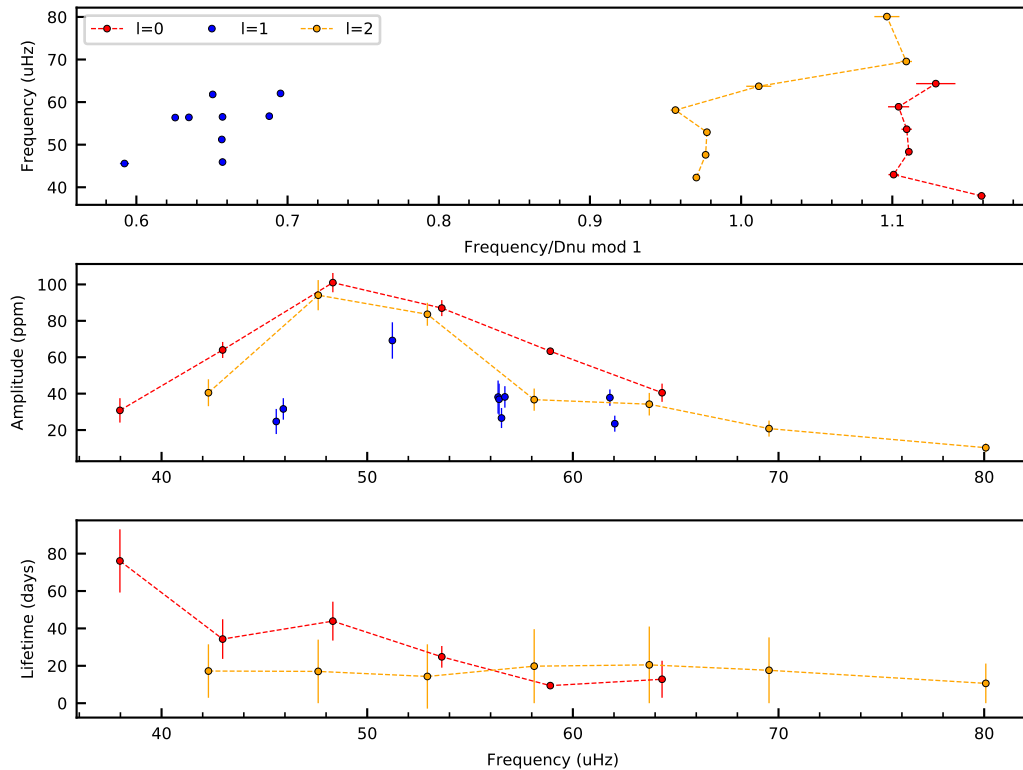 80
70
60
50
40
Frequency (uHz)
l=0 l=1 l=2
0.6 0.7 0.8 0.9 1.0 1.1
Frequency/Dnu mod 1
100
80
60
40
20
Amplitude (ppm)
40 50 60 70 80
80
60
40
20
0
Lifetime (days)
40 50 60 70 80
Frequency (uHz)